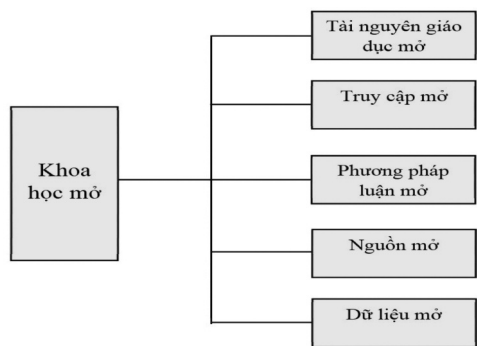 Khoa
học mở
Tài nguyên giáo
dục mở
Truy cập mở
Phương pháp
luận mở
Nguồn mở
Dữ liệu mở